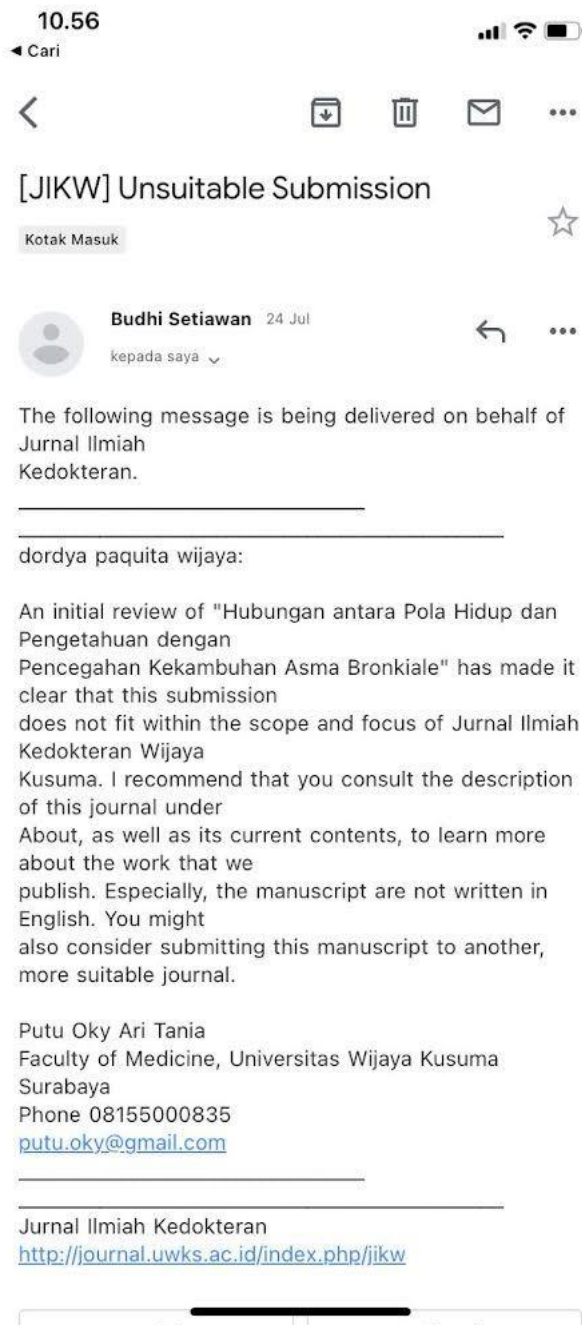 10.56
◀ Cari
[JIKW] Unsuitable Submission
Kotak Masuk
Budhi Setiawan 24 Jul
kepada saya
The following message is being delivered on behalf of
Jurnal Ilmiah
Kedokteran.
dordya paquita wijaya:
An initial review of "Hubungan antara Pola Hidup dan
Pengetahuan dengan
Pencegahan Kekambuhan Asma Bronkiale" has made it
clear that this submission
does not fit within the scope and focus of Jurnal Ilmiah
Kedokteran Wijaya
Kusuma. I recommend that you consult the description
of this journal under
About, as well as its current contents, to learn more
about the work that we
publish. Especially, the manuscript are not written in
English. You might
also consider submitting this manuscript to another,
more suitable journal.
Putu Oky Ari Tania
Faculty of Medicine, Universitas Wijaya Kusuma
Surabaya
Phone 08155000835
putu.oky@gmail.com
Jurnal Ilmiah Kedokteran
http://journal.uwks.ac.id/index.php/jikw